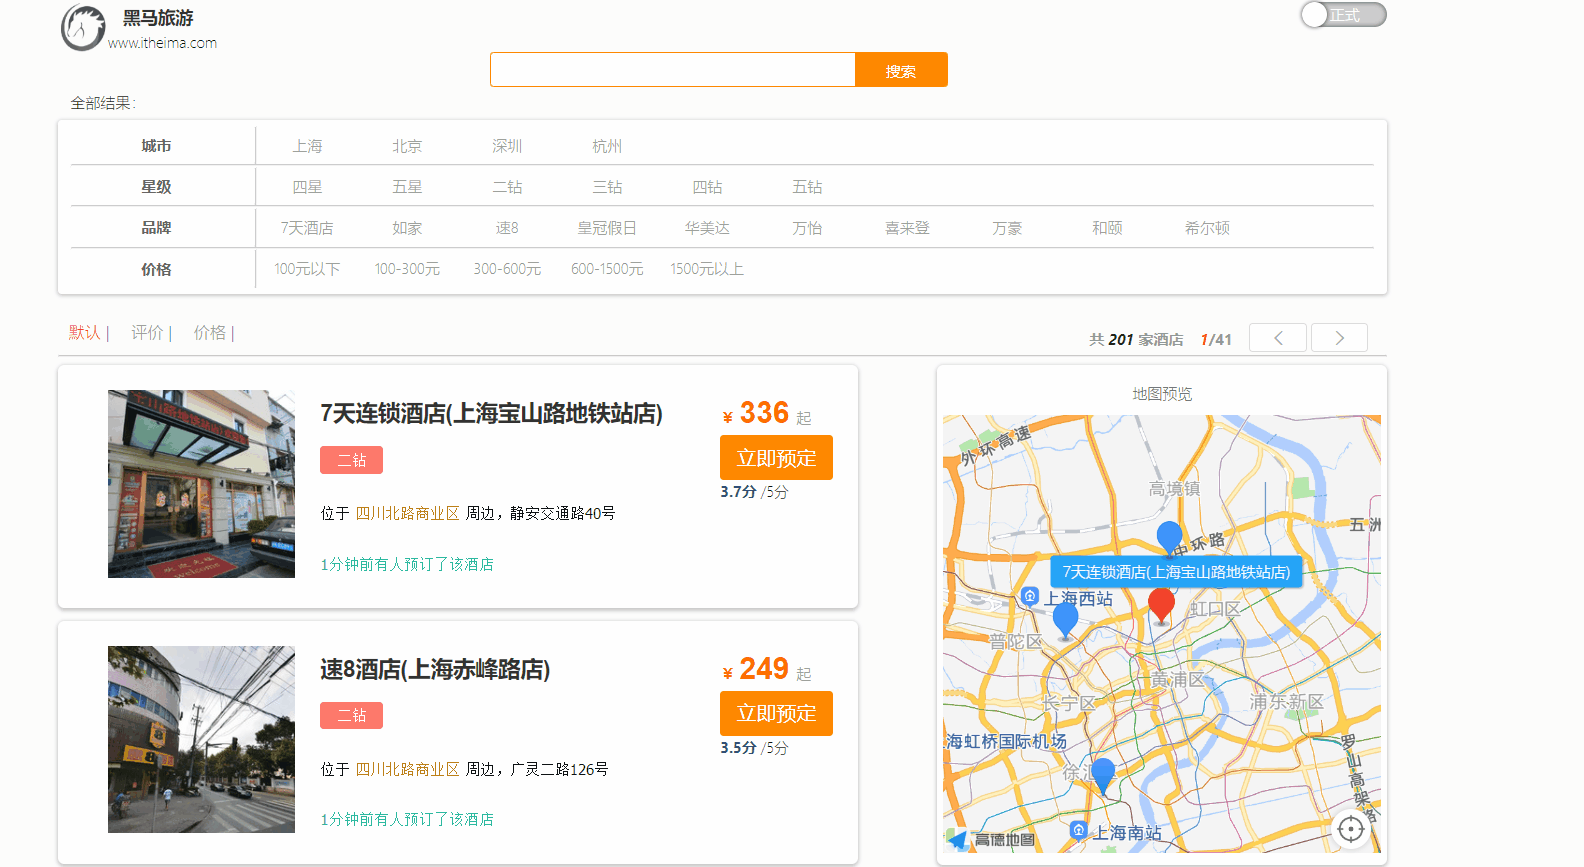 黑马旅游
www.itheima.com
正式
搜索
全部结果：
城市 上海 北京 深圳 杭州
星级 四星 五星 二钻 三钻 四钻 五钻
品牌 7天酒店 如家 速8 皇冠假日 华美达 万怡 喜来登 万豪 和颐 希尔顿
价格 100元以下 100-300元 300-600元 600-1500元 1500元以上
默认 | 评价 | 价格 |
共 201 家酒店 1/41
7天连锁酒店(上海宝山路地铁站店)
二钻
位于 四川北路商业区 周边，静安交通路40号
1分钟前有人预订了该酒店
¥ 336 起
立即预定
3.7分 /5分
速8酒店(上海赤峰路店)
二钻
位于 四川北路商业区 周边，广灵二路126号
1分钟前有人预订了该酒店
¥ 249 起
立即预定
3.5分 /5分
地图预览
外环高速
高境镇
五洲
中环路
7天连锁酒店(上海宝山路地铁站店)
上海西站
虹口区
普陀区
黄浦区
长宁区
浦东新区
海虹桥国际机场
罗山高架路
徐汇
上海南站
高德地图
welcome